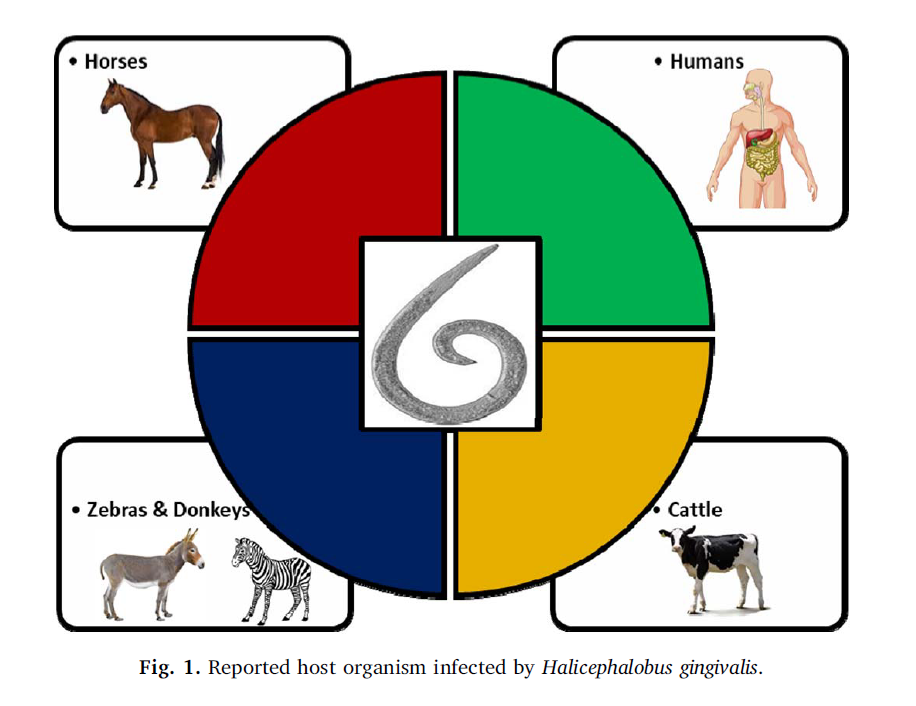 • Horses
• Humans
• Zebras & Donkeys
• Cattle
Fig. 1. Reported host organism infected by Halicephalobus gingivalis.